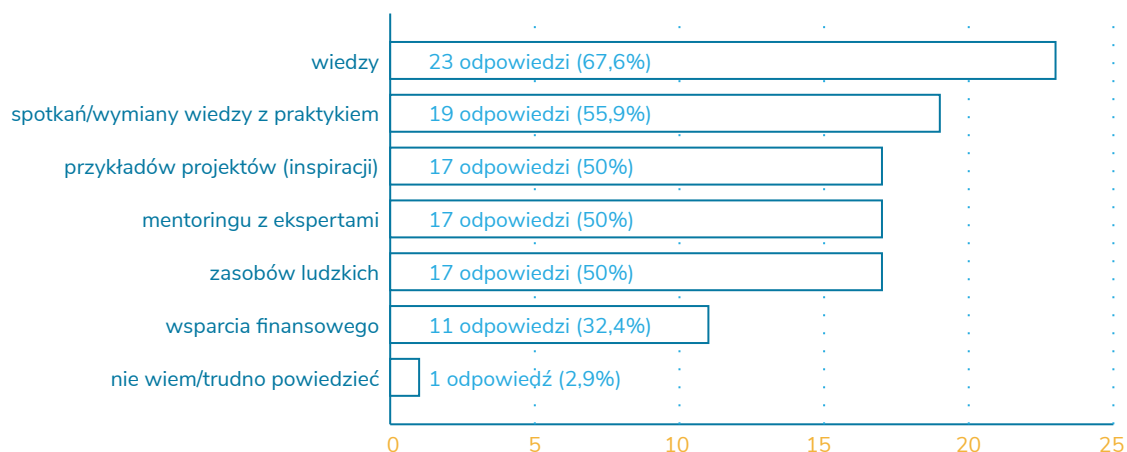 wiedzy 23 odpowiedzi (67,6%)
spotkań/wymiany wiedzy z praktykiem 19 odpowiedzi (55,9%)
przykładów projektów (inspiracji) 17 odpowiedzi (50%)
mentoringu z ekspertami 17 odpowiedzi (50%)
zasobów ludzkich 17 odpowiedzi (50%)
wsparcia finansowego 11 odpowiedzi (32,4%)
nie wiem/trudno powiedzieć 1 odpowiedź (2,9%)
0 5 10 15 20 25